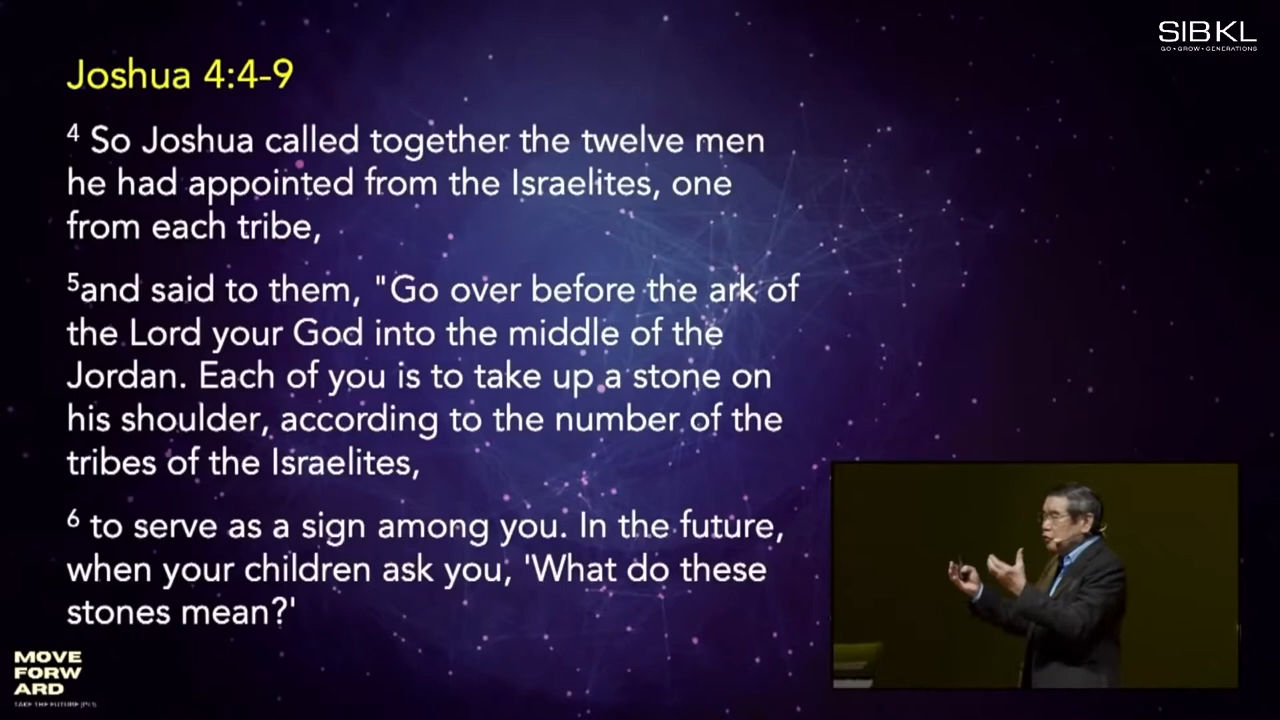 SIBKL
GO • GROW • GENERATIONS
Joshua 4:4-9
4 So Joshua called together the twelve men
he had appointed from the Israelites, one
from each tribe,
5and said to them, "Go over before the ark of
the Lord your God into the middle of the
Jordan. Each of you is to take up a stone on
his shoulder, according to the number of the
tribes of the Israelites,
6 to serve as a sign among you. In the future,
when your children ask you, 'What do these
stones mean?'
MOVE
FORW
ARD
TAKE THE FUTURE